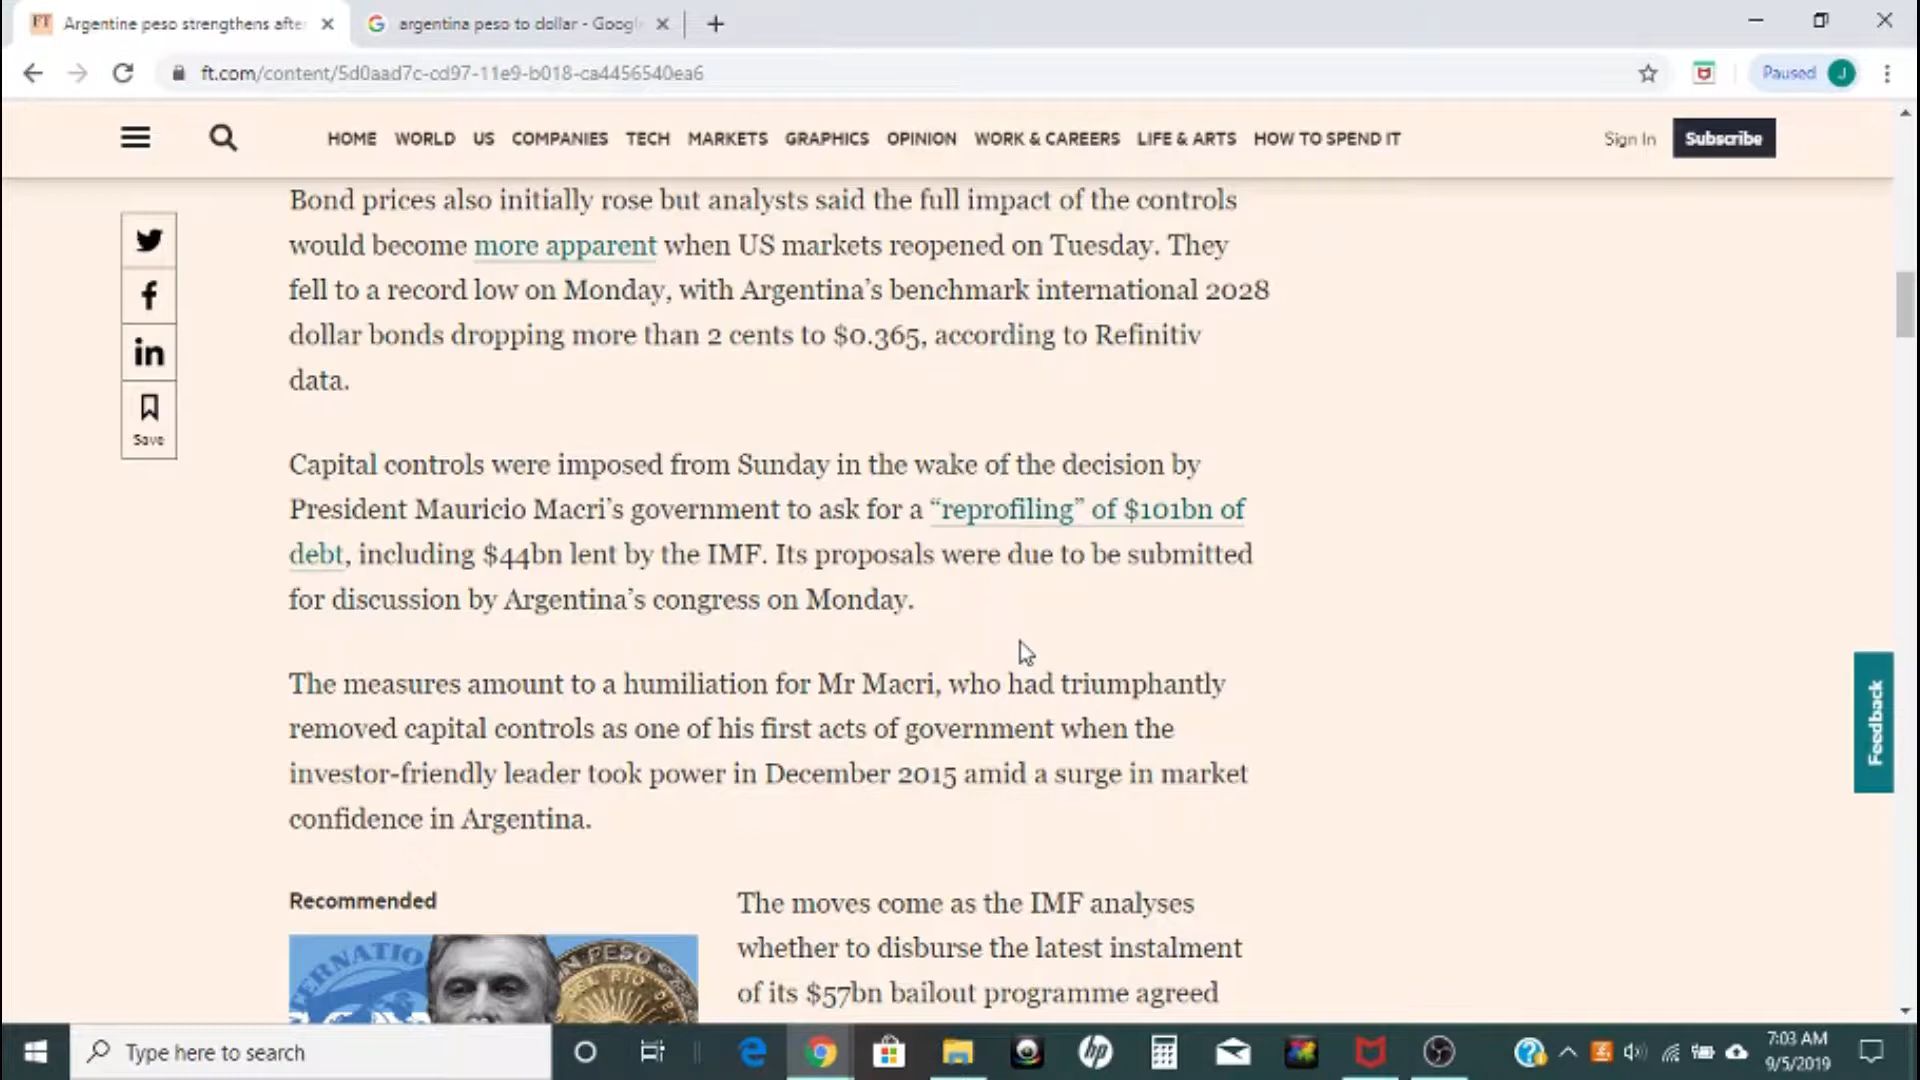 FT Argentine peso strengthens afte
argentina peso to dollar - Googl
ft.com/content/5d0aad7c-cd97-11e9-b018-ca4456540ea6
Paused J
HOME WORLD US COMPANIES TECH MARKETS GRAPHICS OPINION WORK & CAREERS LIFE & ARTS HOW TO SPEND IT
Sign In Subscribe
Save
Bond prices also initially rose but analysts said the full impact of the controls
would become more apparent when US markets reopened on Tuesday. They
fell to a record low on Monday, with Argentina’s benchmark international 2028
dollar bonds dropping more than 2 cents to $0.365, according to Refinitiv
data.
Capital controls were imposed from Sunday in the wake of the decision by
President Mauricio Macri’s government to ask for a “reprofiling” of $101bn of
debt, including $44bn lent by the IMF. Its proposals were due to be submitted
for discussion by Argentina’s congress on Monday.
The measures amount to a humiliation for Mr Macri, who had triumphantly
removed capital controls as one of his first acts of government when the
investor-friendly leader took power in December 2015 amid a surge in market
confidence in Argentina.
Recommended
The moves come as the IMF analyses
whether to disburse the latest instalment
of its $57bn bailout programme agreed
Feedback
Type here to search
7:03 AM
9/5/2019